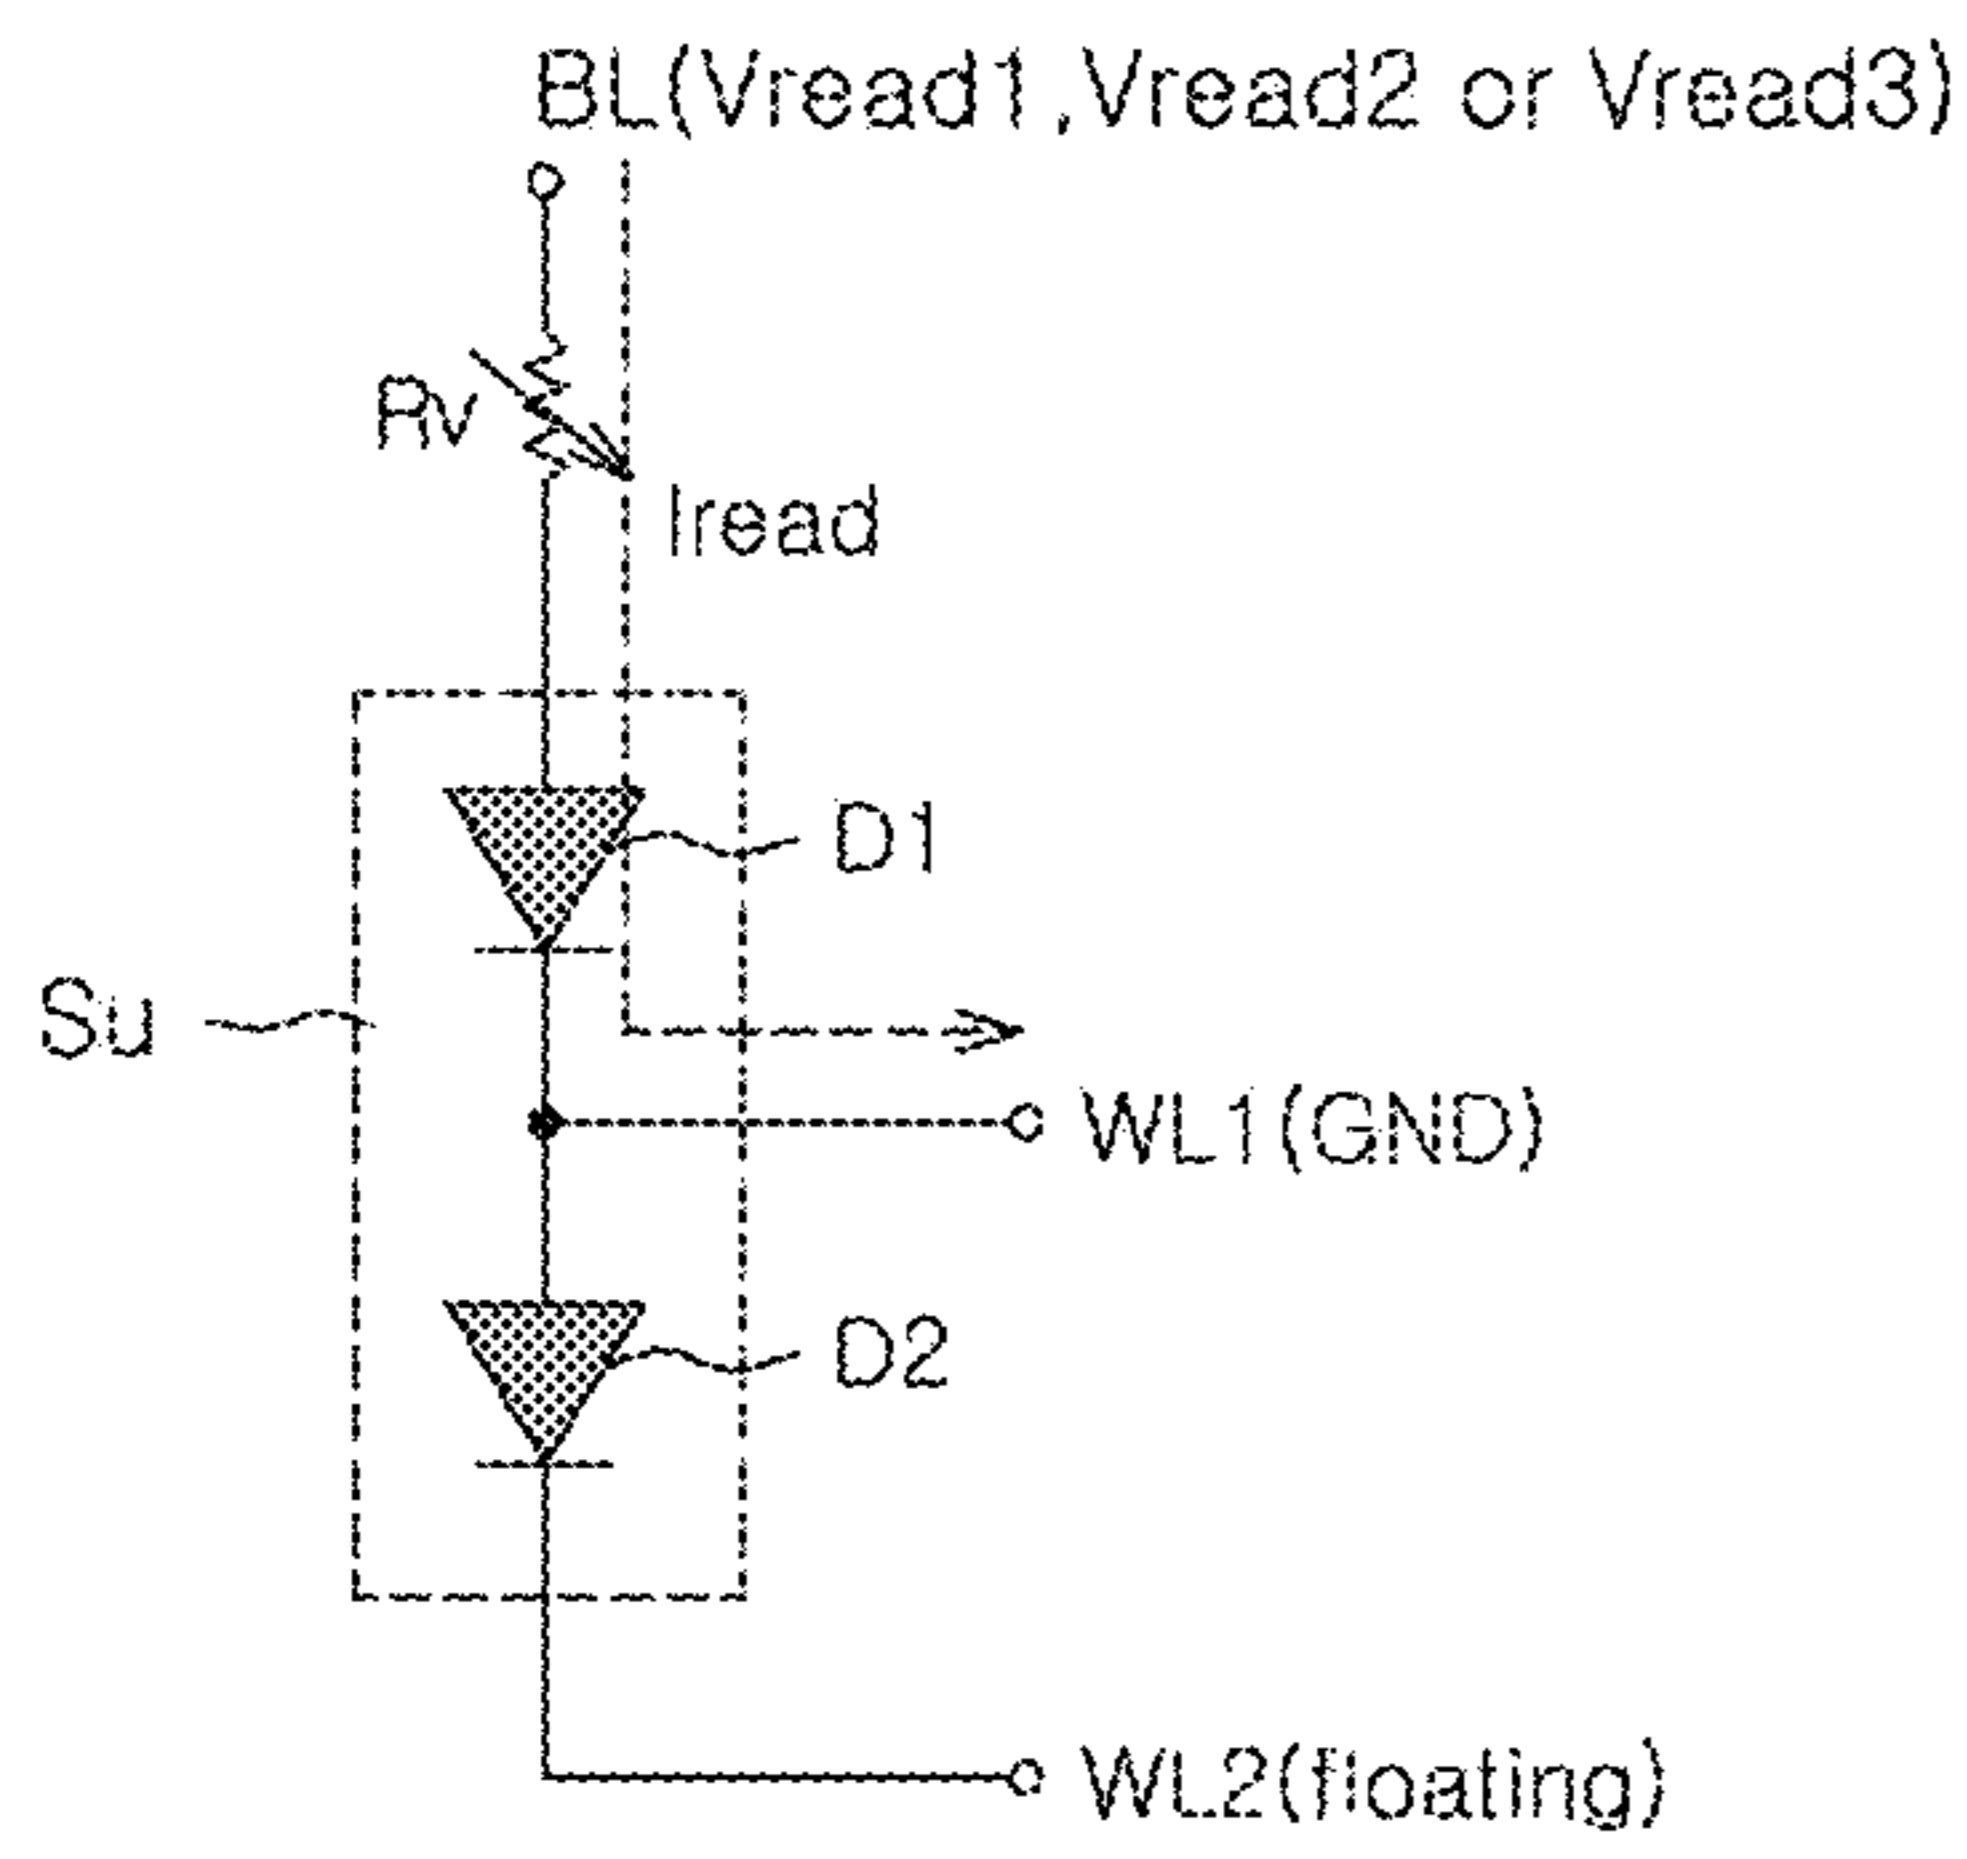 BL(Vread1,Vread2 or Vread3)
Rv
Iread
D1
Su
WL1(GND)
D2
WL2(floating)